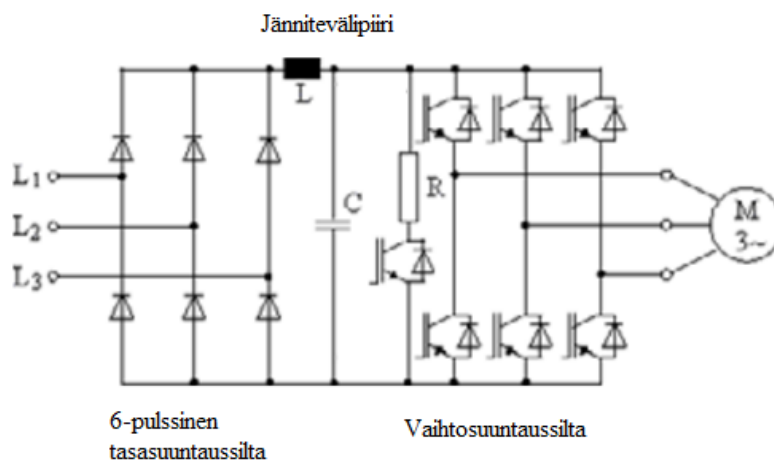 Jännitevälipiiri
L
L1
L2
L3
C
R
M
3~
6-pulssinen
tasasuuntaussilta
Vaihtosuuntaussilta